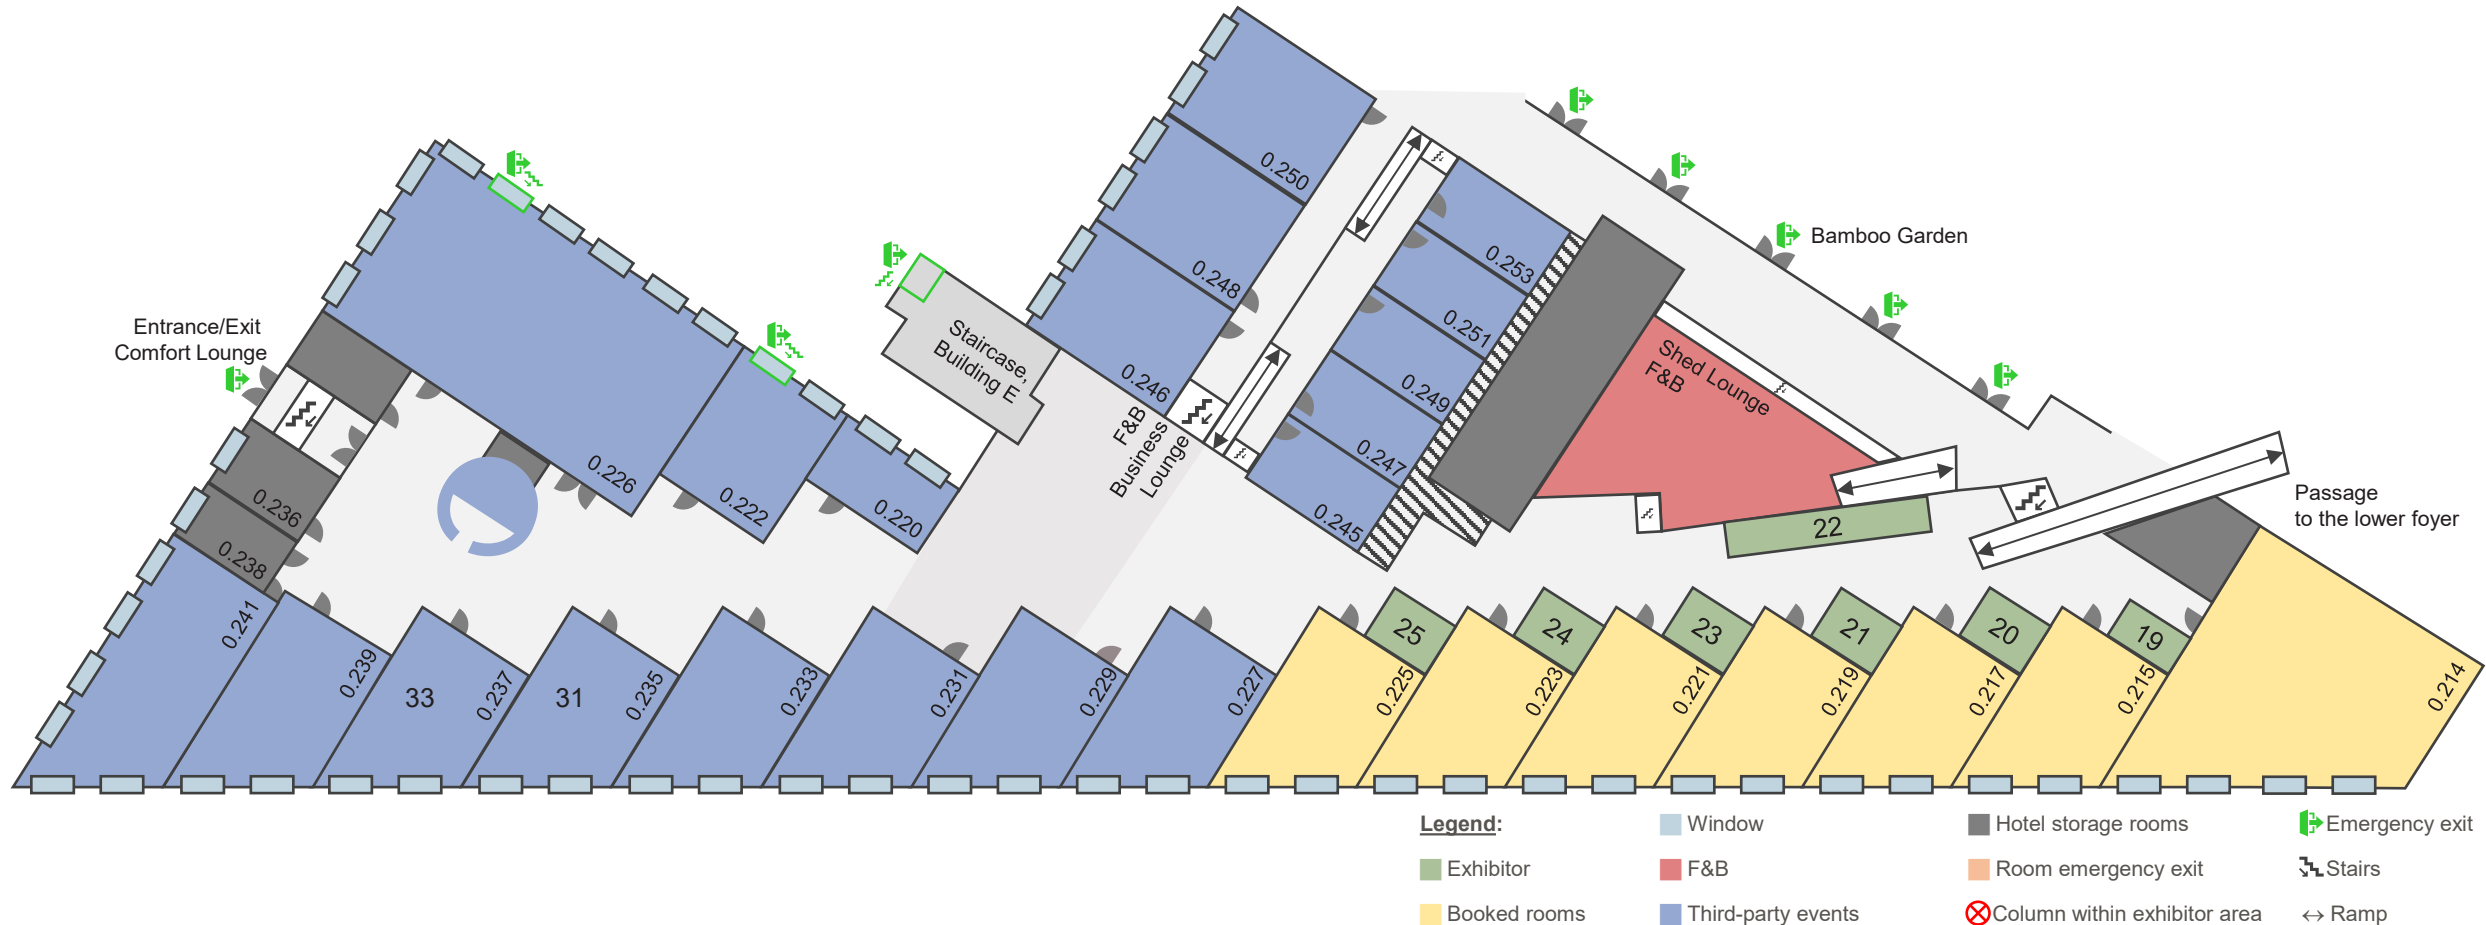 0.250
0.248
0.246
0.253
0.251
0.249
0.247
0.245
Bamboo Garden
Entrance/Exit
Comfort Lounge
Staircase,
Building E
F&B
Business
Lounge
Shed Lounge
F&B
0.226
0.222
0.220
0.236
0.238
22
Passage
to the lower foyer
0.241
0.239
33
0.237
31
0.235
0.233
0.231
0.229
0.227
25
0.225
24
0.223
23
0.221
21
0.219
20
0.217
19
0.215
0.214
Legend:
Window
Hotel storage rooms
Emergency exit
Exhibitor
F&B
Room emergency exit
Stairs
Booked rooms
Third-party events
Column within exhibitor area
Ramp